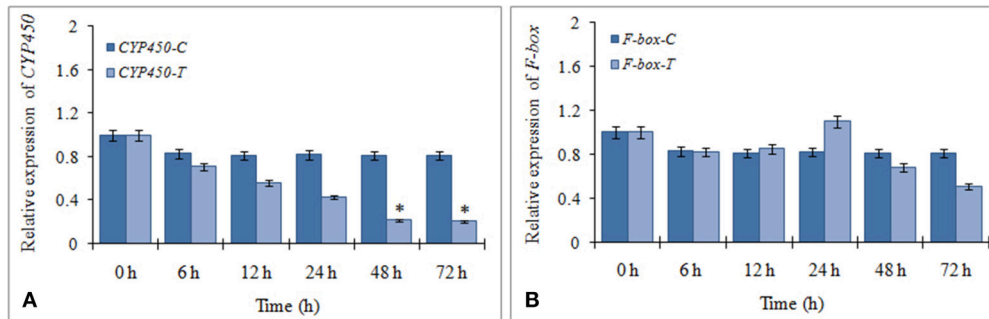 Relative expression of CYP450
2
1.6
1.2
0.8
0.4
0
CYP450-C
CYP450-T
*
*
0 h 6 h 12 h 24 h 48 h 72 h
Time (h)
A
Relative expression of F-box
2
1.6
1.2
0.8
0.4
0
F-box-C
F-box-T
0 h 6 h 12 h 24 h 48 h 72 h
Time (h)
B